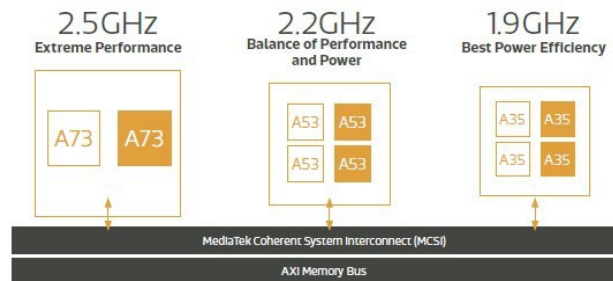 2.5GHz
Extreme Performance
2.2GHz
Balance of Performance
and Power
1.9GHz
Best Power Efficiency
A73 A73
A53 A53
A53 A53
A35 A35
A35 A35
MediaTek Coherent System Interconnect (MCSI)
AXI Memory Bus